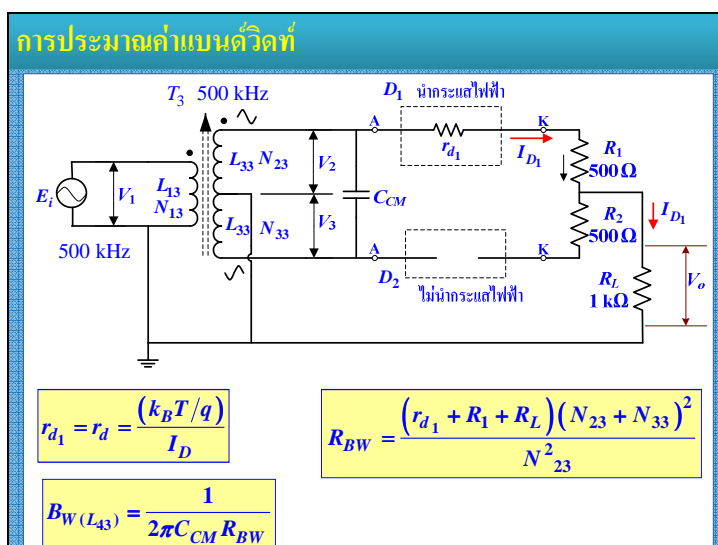 การประมาณค่าแบนด์วิดท์
T3 500 kHz
D1 นำกระแสไฟฟ้า
A
K
rd1
ID1
R1
500 Ω
Ei
V1
L13
N13
L33 N23
V2
L33 N33
V3
CCM
R2
500 Ω
ID1
500 kHz
A
K
D2
ไม่นำกระแสไฟฟ้า
RL
1 kΩ
Vo
rd1 = rd = (kBT/q) / ID
RBW = (rd1 + R1 + RL)(N23 + N33)² / N²23
BW(L43) = 1 / 2πCCMRBW